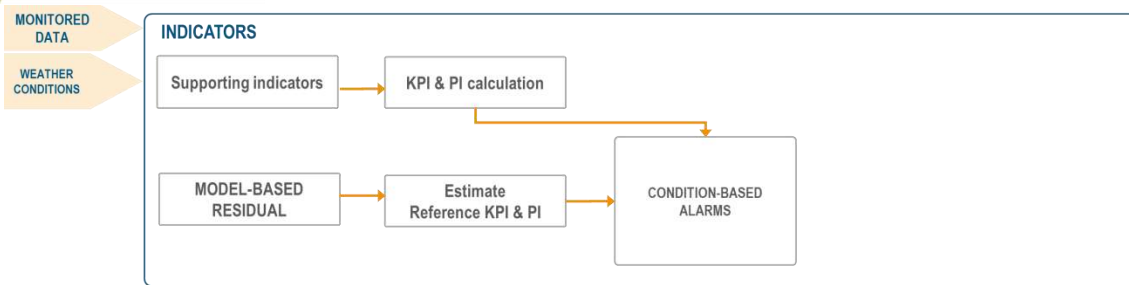 MONITORED
DATA
WEATHER
CONDITIONS
INDICATORS
Supporting indicators
KPI & PI calculation
MODEL-BASED
RESIDUAL
Estimate
Reference KPI & PI
CONDITION-BASED
ALARMS